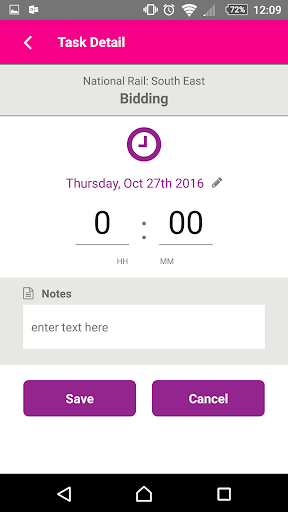 72% 12:09
Task Detail
National Rail: South East
Bidding
Thursday, Oct 27th 2016
0 : 00
HH MM
Notes
enter text here
Save Cancel